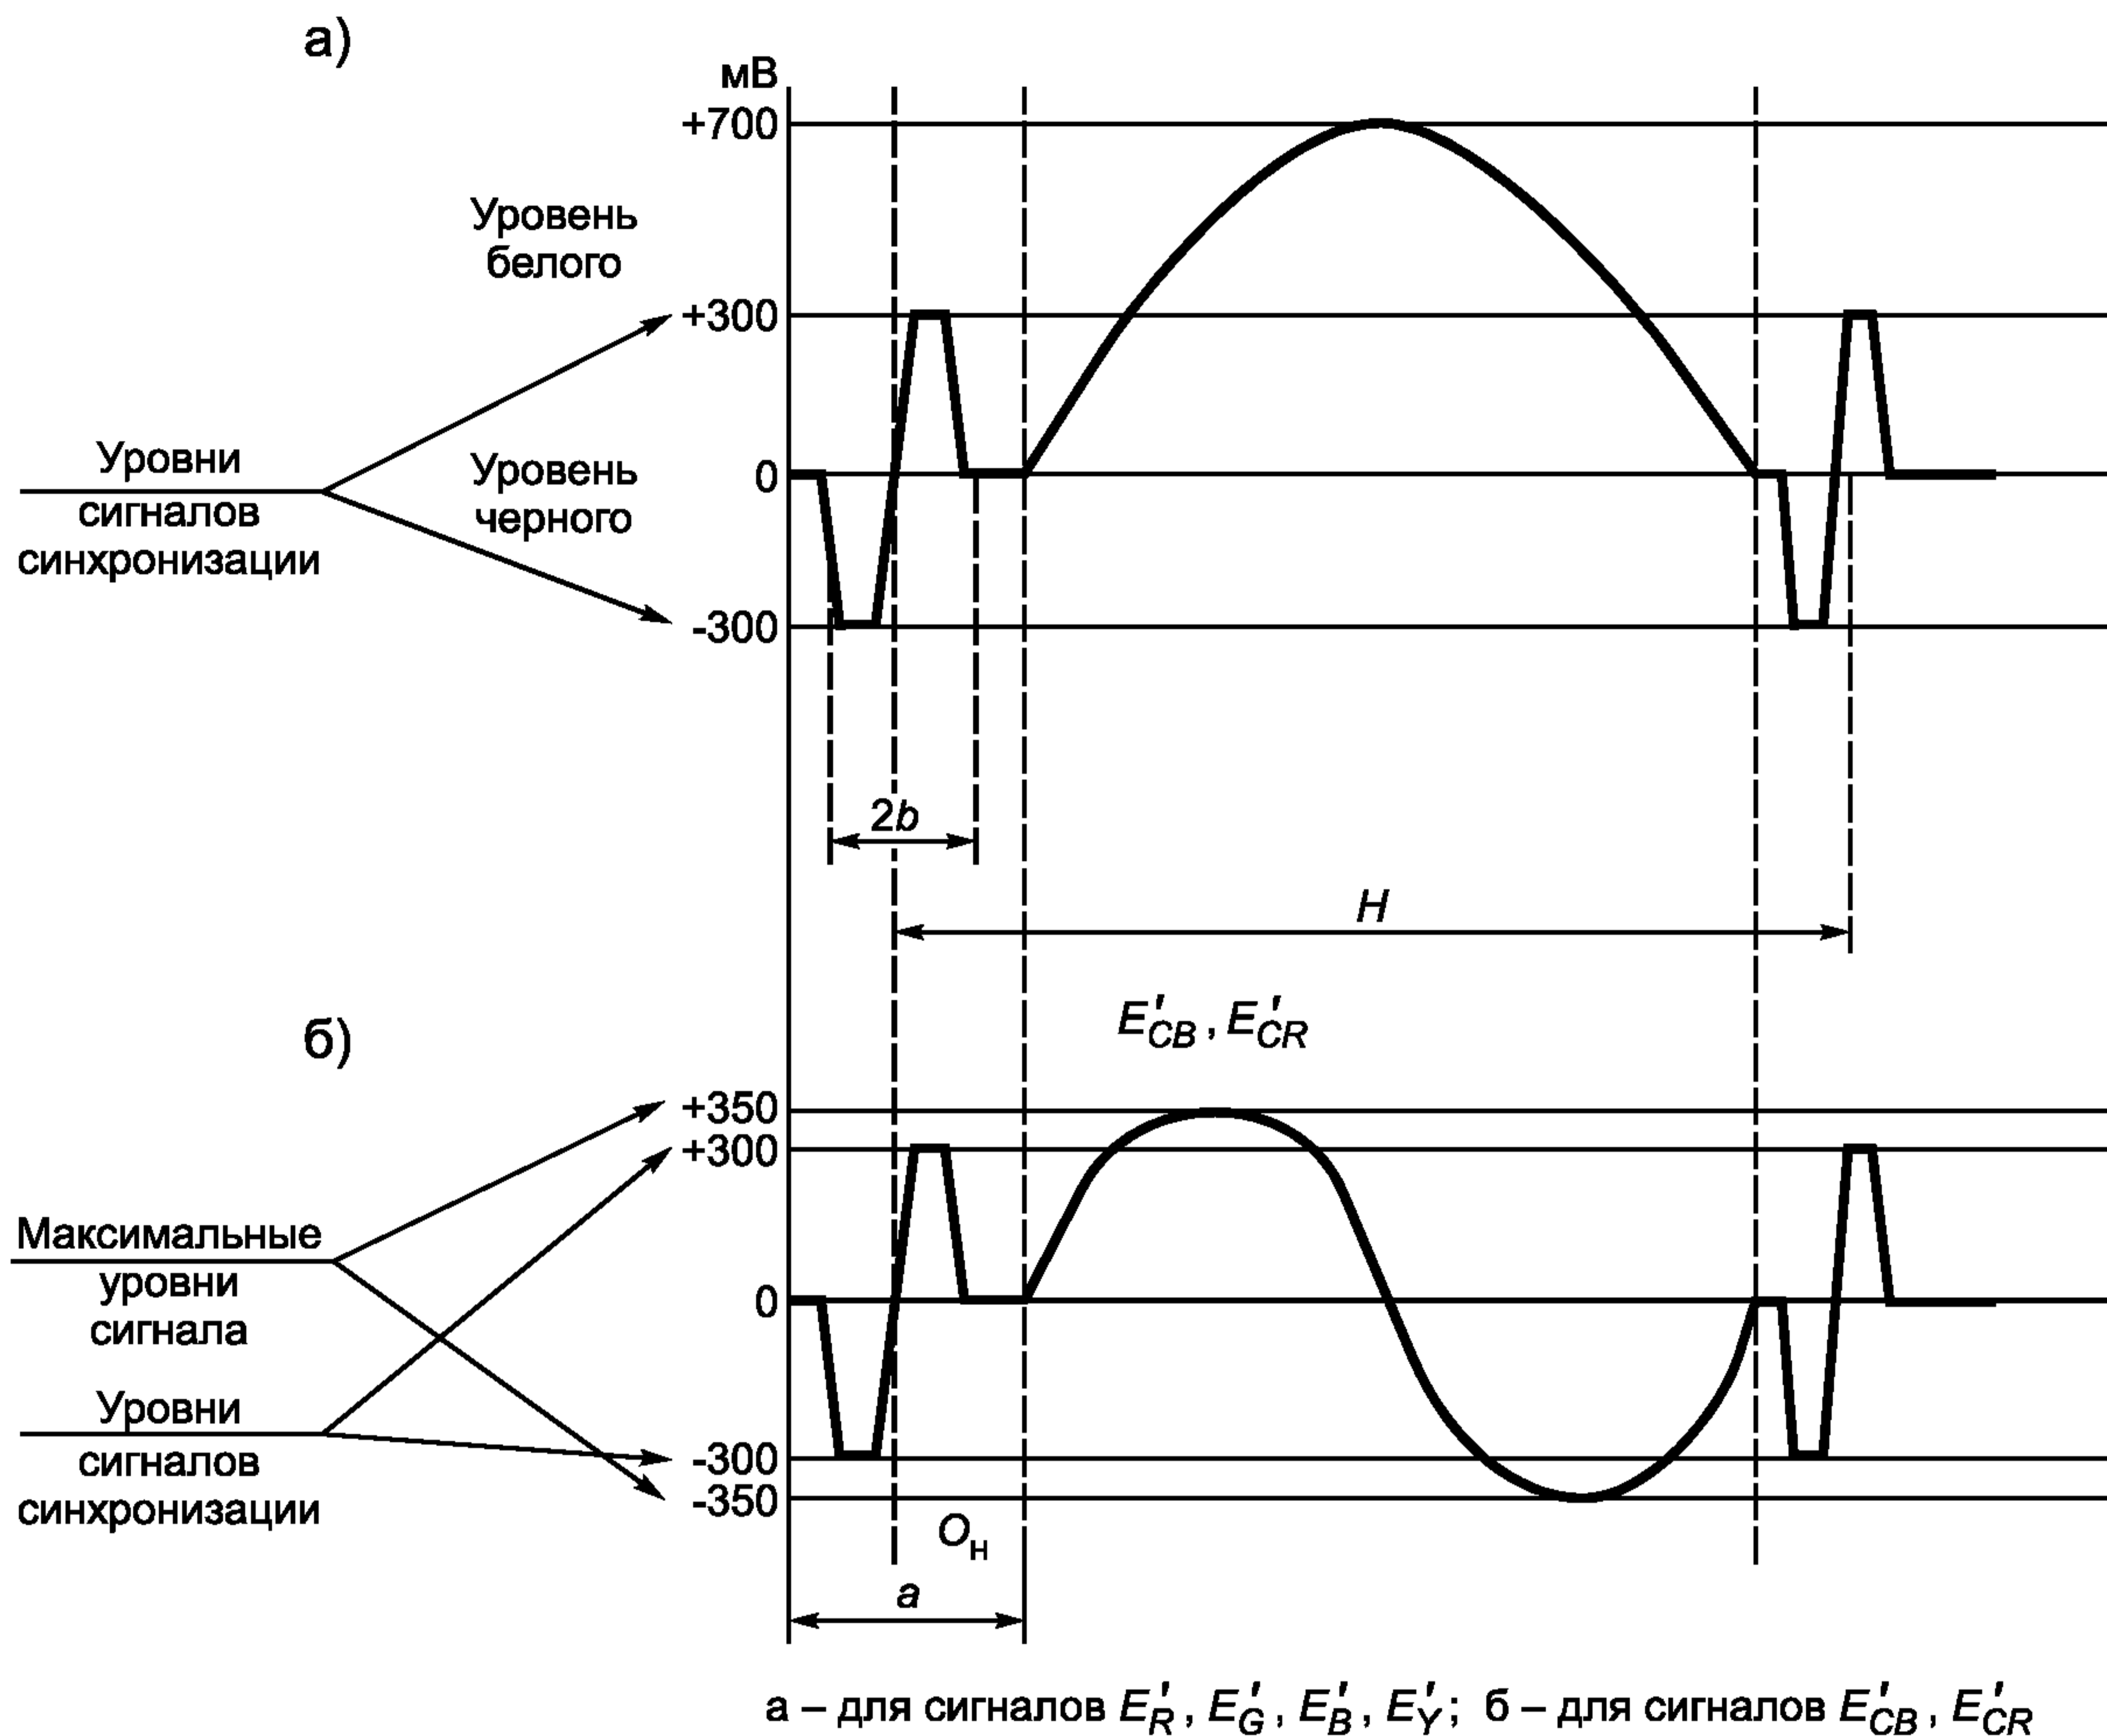 а)
мВ
+700
Уровень
белого
+300
Уровни
сигналов
синхронизации
Уровень
черного
0
-300
2b
H
E'CB, E'CR
б)
+350
+300
Максимальные
уровни
сигнала
0
Уровни
сигналов
синхронизации
-300
-350
Oн
a
а – для сигналов E'R, E'G, E'B, E'Y; б – для сигналов E'CB, E'CR